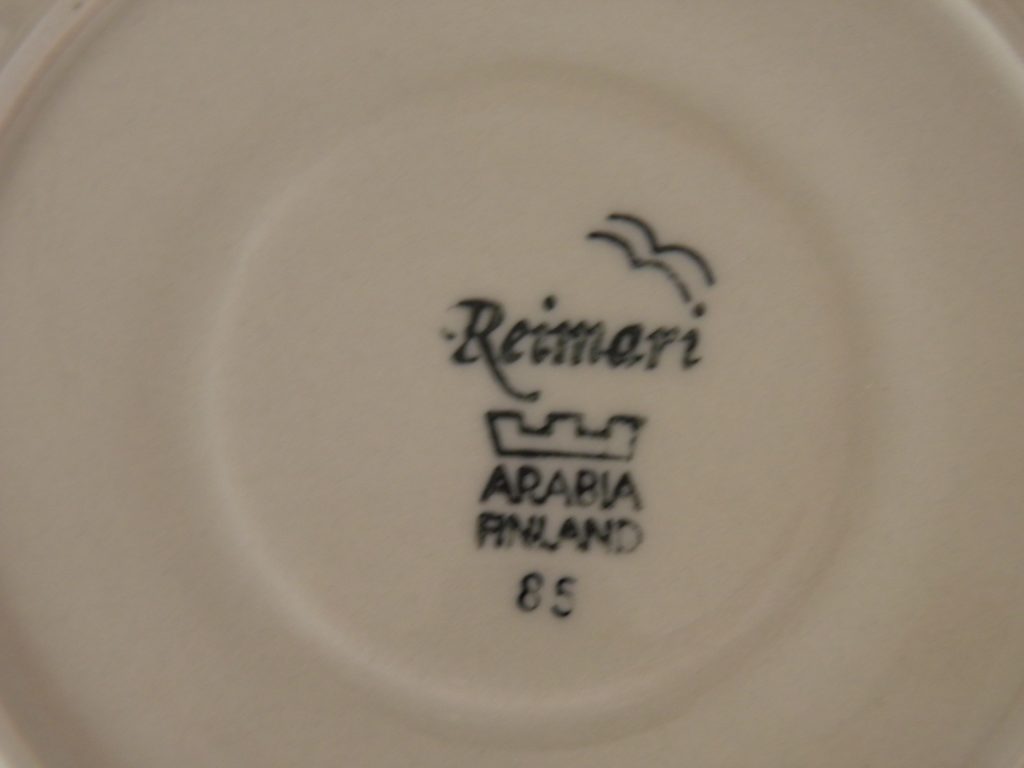 Reimari
ARABIA
FINLAND
85